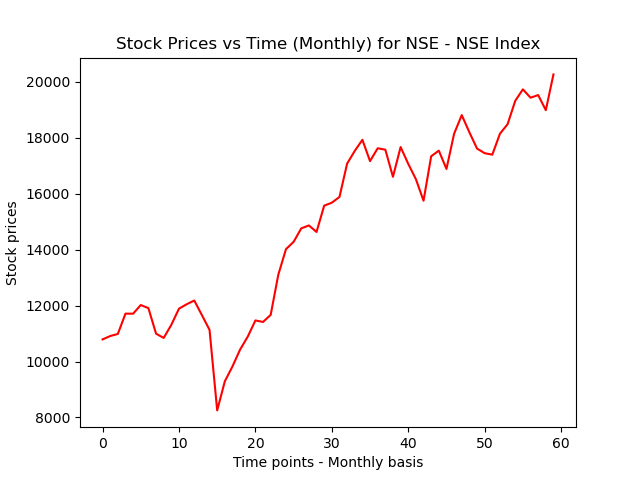 Stock Prices vs Time (Monthly) for NSE - NSE Index
20000
18000
16000
14000
12000
10000
8000
Stock prices
0 10 20 30 40 50 60
Time points - Monthly basis